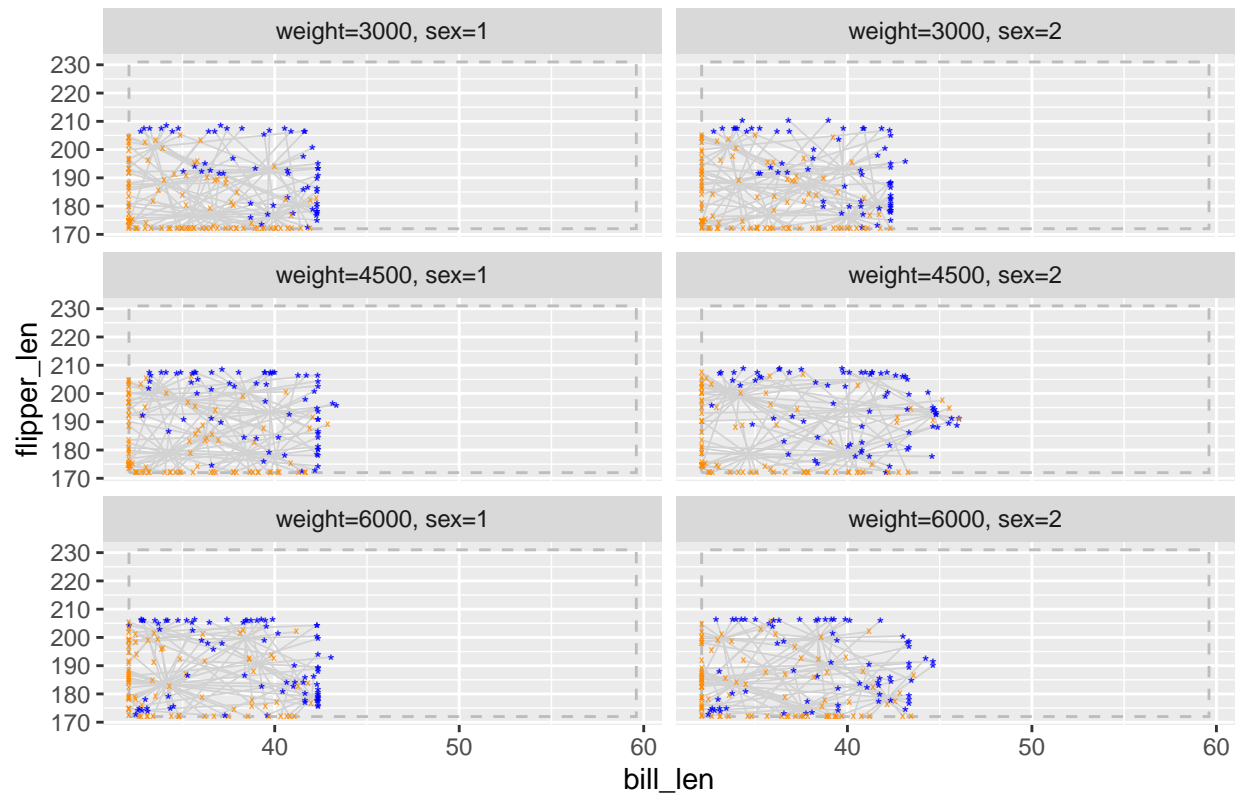 weight=3000, sex=1
weight=3000, sex=2
230
220
210
200
190
180
170
weight=4500, sex=1
weight=4500, sex=2
230
220
210
200
190
180
170
flipper_len
weight=6000, sex=1
weight=6000, sex=2
230
220
210
200
190
180
170
40 50 60 40 50 60
bill_len